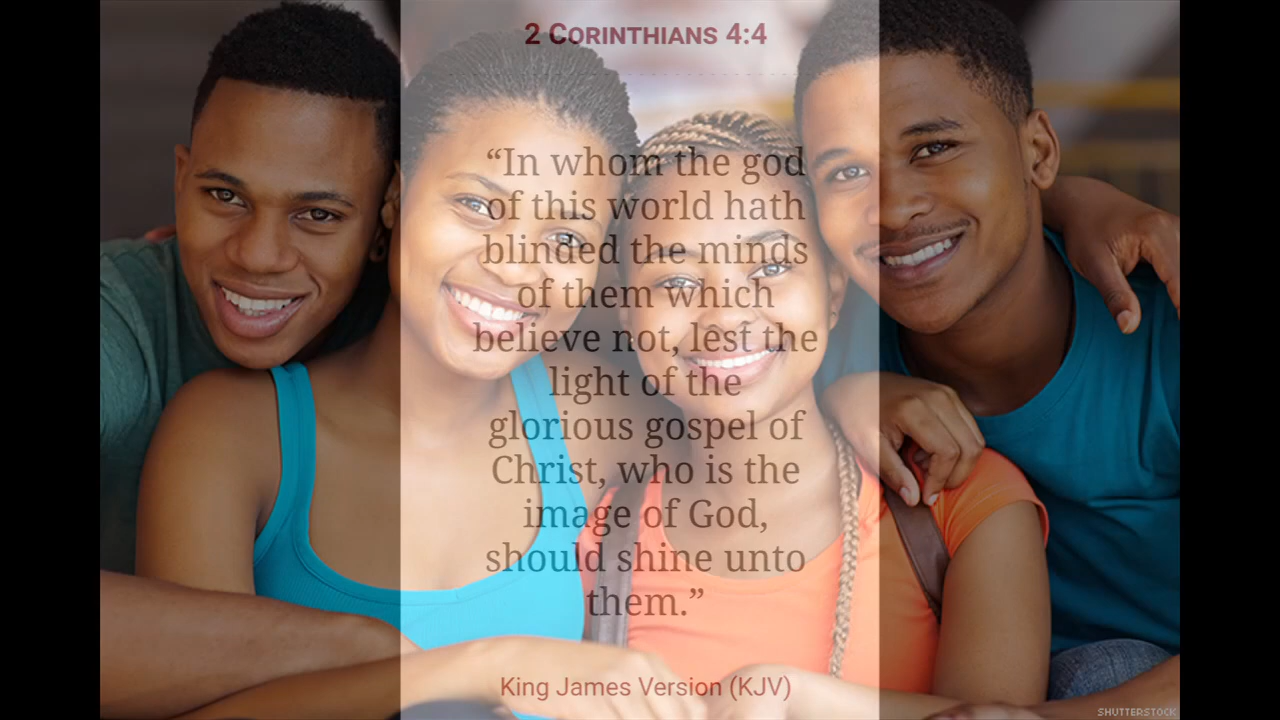 2 Corinthians 4:4
“In whom the god
of this world hath
blinded the minds
of them which
believe not, lest the
light of the
glorious gospel of
Christ, who is the
image of God,
should shine unto
them.”
King James Version (KJV)
SHUTTERSTOCK